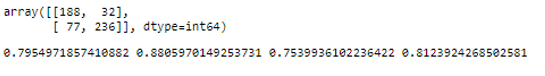 array([[188, 32],
[ 77, 236]], dtype=int64)
0.7954971857410882 0.8805970149253731 0.7539936102236422 0.8123924268502581